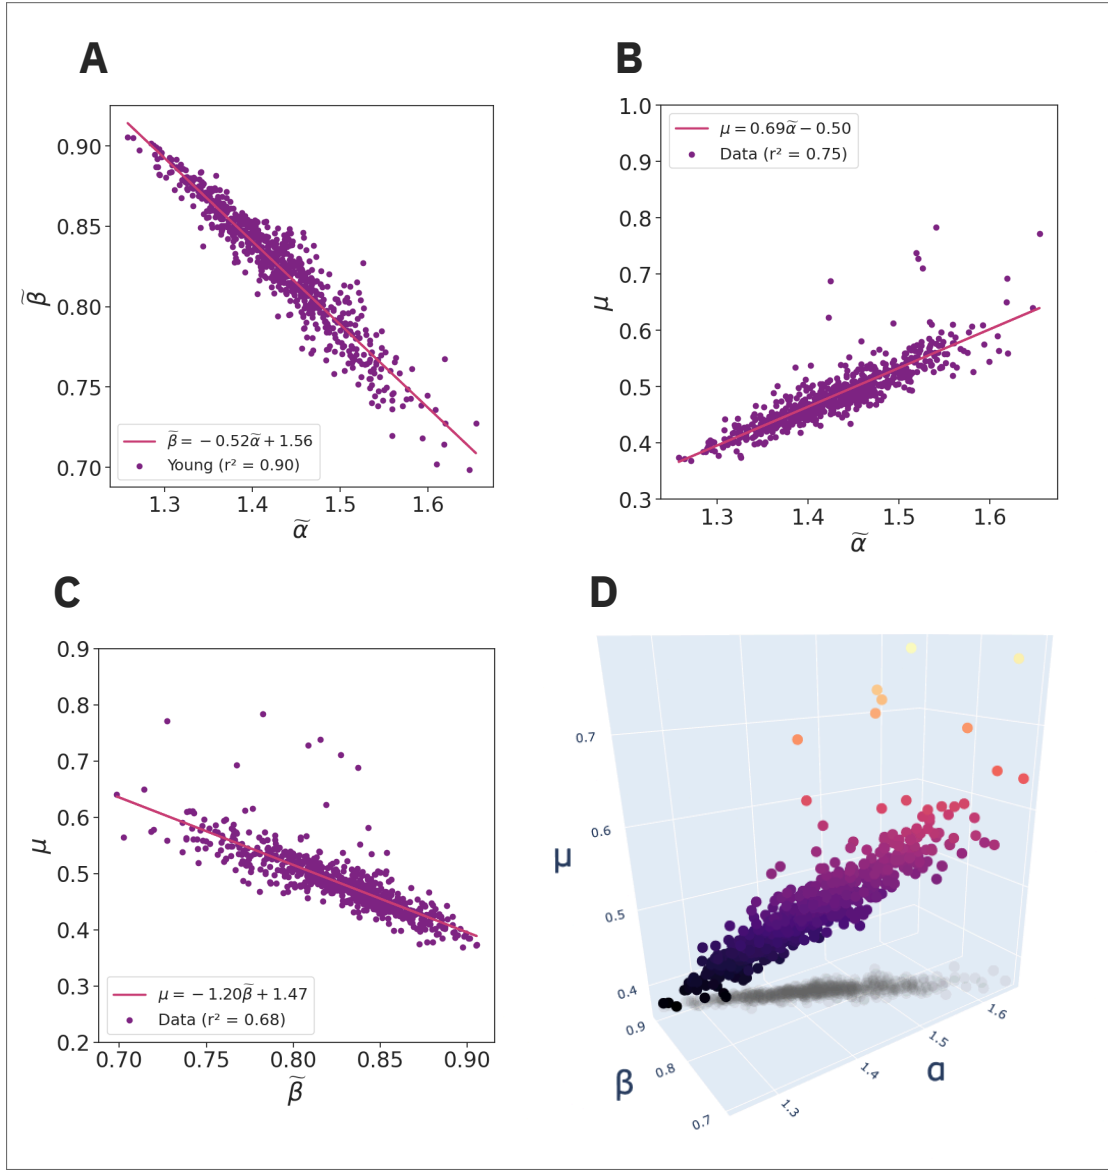 A
0.90
0.85
0.80
0.75
0.70
β̃
β̃ = −0.52α̃ + 1.56
Young (r² = 0.90)
1.3 1.4 1.5 1.6
α̃
B
1.0
0.9
0.8
0.7
0.6
0.5
0.4
0.3
μ
μ = 0.69α̃ − 0.50
Data (r² = 0.75)
1.3 1.4 1.5 1.6
α̃
C
0.9
0.8
0.7
0.6
0.5
0.4
0.3
0.2
μ
μ = −1.20β̃ + 1.47
Data (r² = 0.68)
0.70 0.75 0.80 0.85 0.90
β̃
D
0.7
0.6
0.5
0.4
μ
0.9
0.8
0.7
β
1.3
1.4
1.5
1.6
α